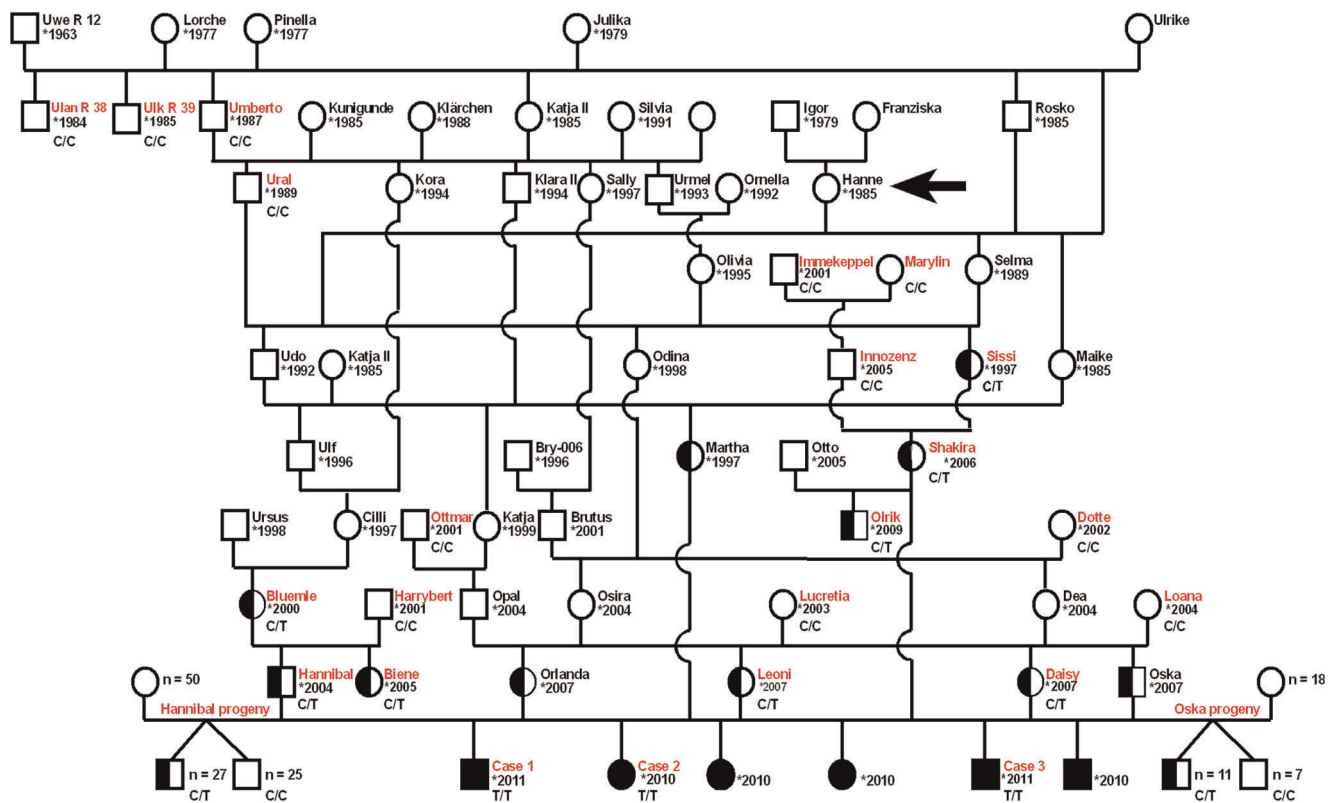 Uwe R 12
*1963
Lorche
*1977
Pinella
*1977
Julika
*1979
Ulrike
Ulan R 38
*1984
C/C
Ulk R 39
*1985
C/C
Umberto
*1987
C/C
Kunigunde
*1985
Klärchen
*1988
Katja II
*1985
Silvia
*1991
Igor
*1979
Franziska
Rosko
*1985
Ural
*1989
C/C
Kora
*1994
Klara II
*1994
Sally
*1997
Urmel
*1993
Ornella
*1992
Hanne
*1985
Olivia
*1995
Immekeppel
*2001
C/C
Marylin
C/C
Selma
*1989
Udo
*1992
Katja II
*1985
Odina
*1998
Innozenz
*2005
C/C
Sissi
*1997
C/T
Maike
*1985
Ulf
*1996
Bry-006
*1996
Martha
*1997
Otto
*2005
Shakira
*2006
C/T
Ursus
*1998
Cilli
*1997
Ottmar
*2001
C/C
Katja
*1999
Brutus
*2001
Olrik
*2009
C/T
Dotte
*2002
C/C
Bluemle
*2000
C/T
Harrybert
*2001
C/C
Opal
*2004
Osira
*2004
Lucretia
*2003
C/C
Dea
*2004
Loana
*2004
C/C
n = 50
Hannibal
*2004
C/T
Biene
*2005
C/T
Orlanda
*2007
Leoni
*2007
C/T
Daisy
*2007
C/T
Oska
*2007
n = 18
Hannibal progeny
Oska progeny
n = 27
C/T
n = 25
C/C
Case 1
*2011
T/T
Case 2
*2010
T/T
*2010
*2010
Case 3
*2011
T/T
*2010
n = 11
C/T
n = 7
C/C